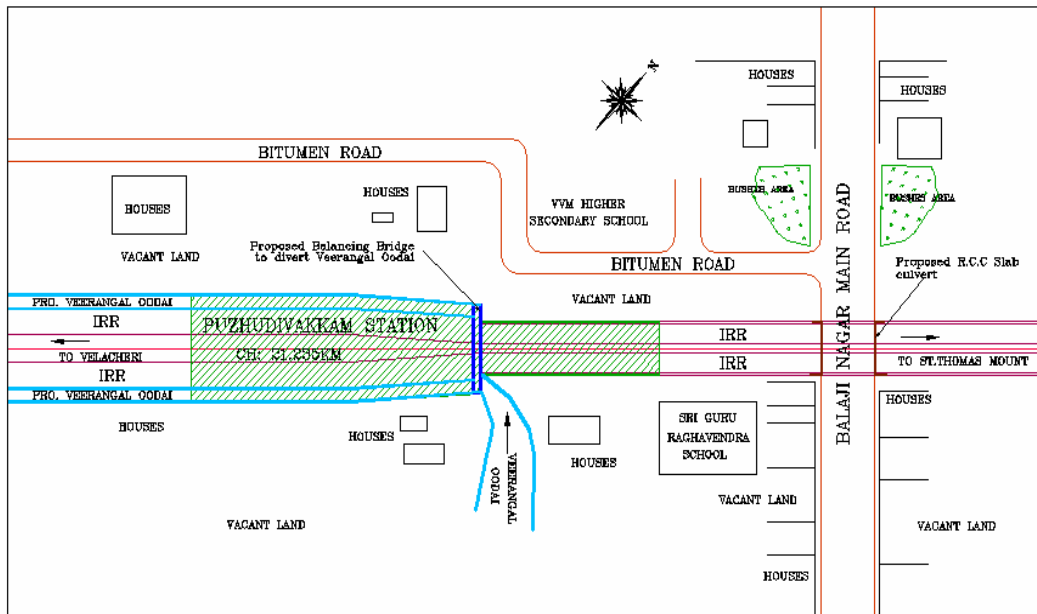 N
HOUSES
HOUSES
BITUMEN ROAD
HOUSES
HOUSES
VVM HIGHER
SECONDARY SCHOOL
BUSHES AREA
BUSHES AREA
BALAJI NAGAR MAIN ROAD
Proposed Balancing Bridge
to divert Veerangal Oodai
VACANT LAND
BITUMEN ROAD
Proposed R.C.C Slab
culvert
VACANT LAND
PRO. VEERANGAL OODAI
IRR
PUZHUDIVAKKAM STATION
IRR
TO VELACHERI
CH: 21.235KM
TO ST.THOMAS MOUNT
IRR
IRR
PRO. VEERANGAL OODAI
HOUSES
HOUSES
HOUSES
HOUSES
SRI GURU
RAGHAVENDRA
SCHOOL
HOUSES
VEERANGAL
OODAI
VACANT LAND
VACANT LAND
VACANT LAND
HOUSES